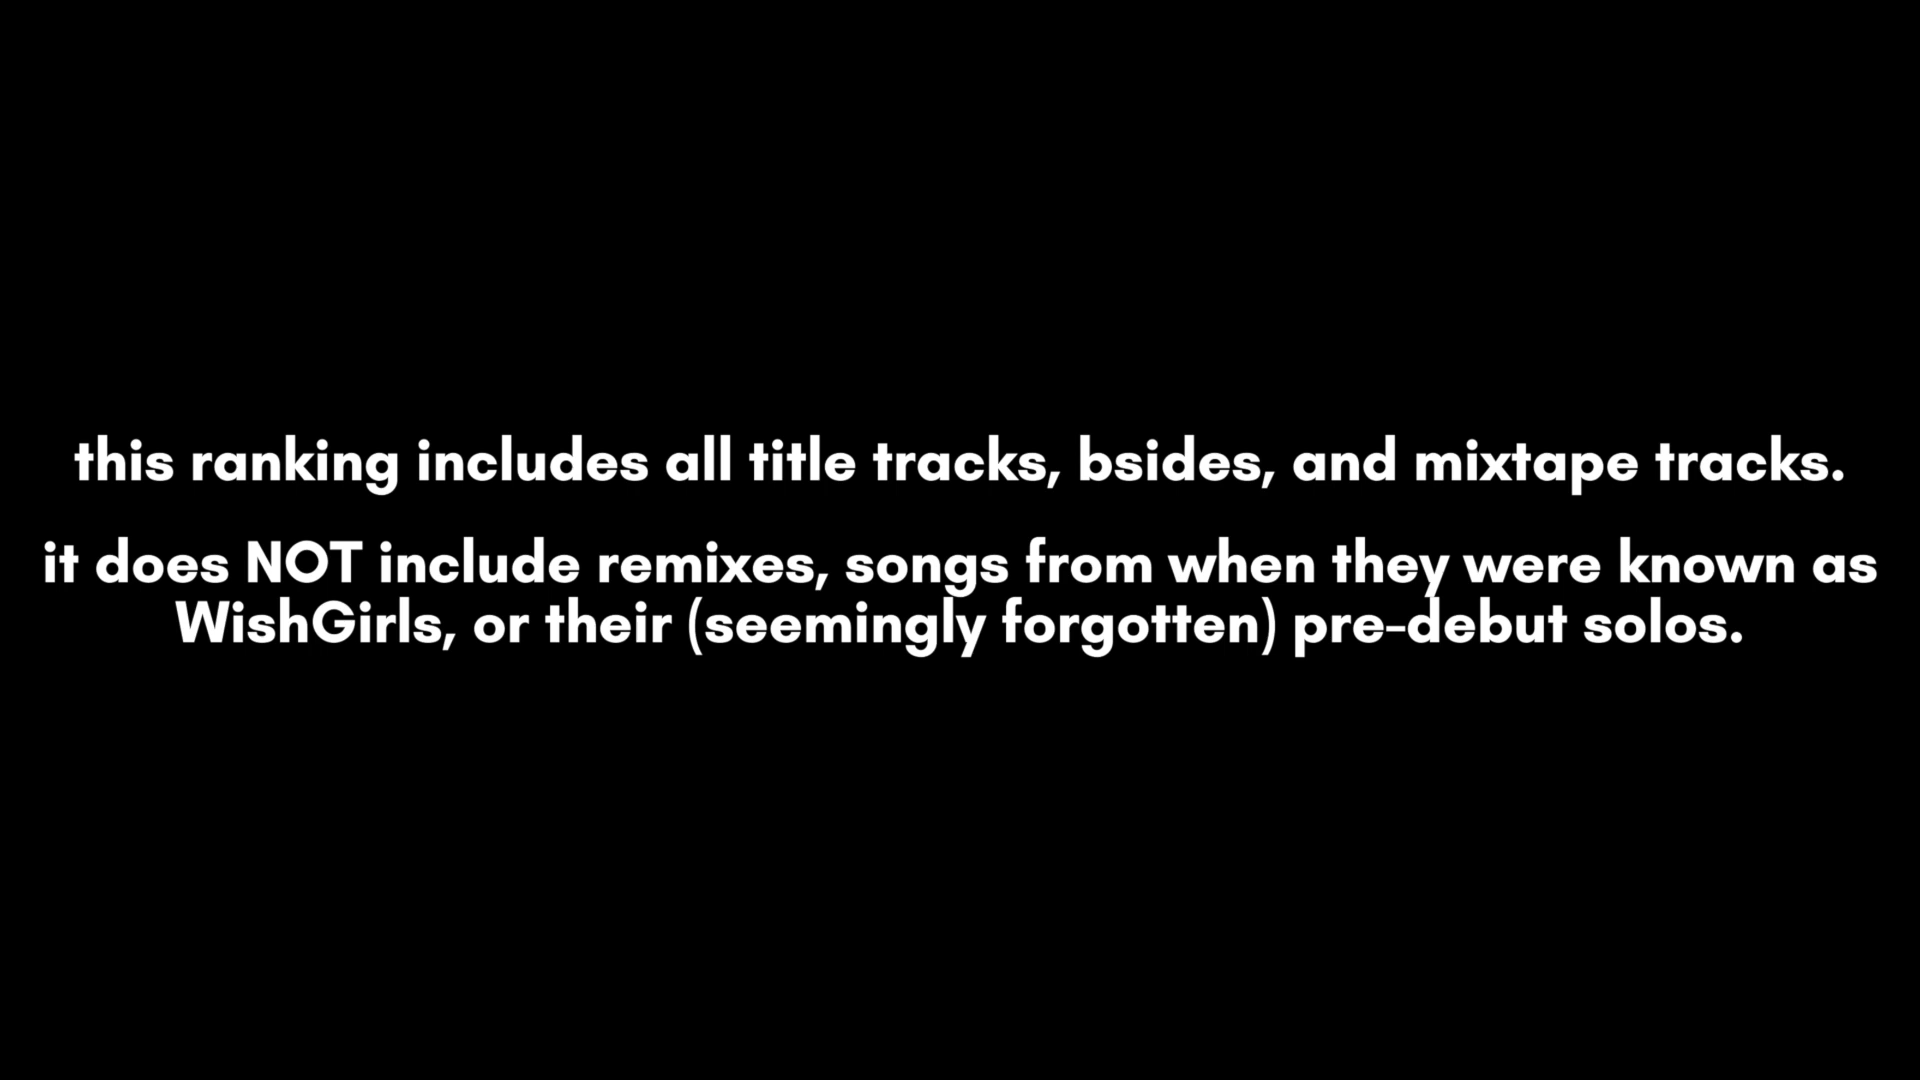 this ranking includes all title tracks, bsides, and mixtape tracks.
it does NOT include remixes, songs from when they were known as
WishGirls, or their (seemingly forgotten) pre-debut solos.